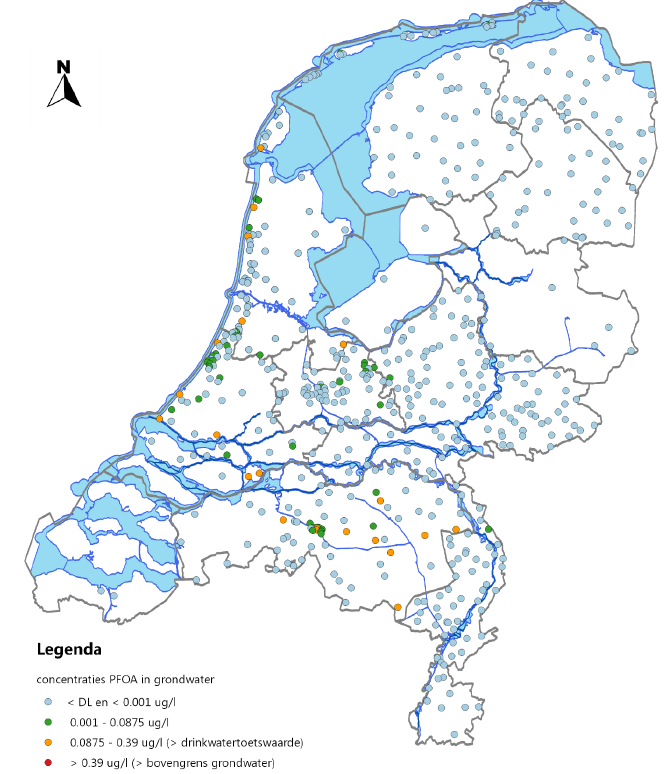 N
Legenda
concentraties PFOA in grondwater
< DL en < 0.001 ug/l
0.001 - 0.0875 ug/l
0.0875 - 0.39 ug/l (> drinkwatertoetswaarde)
> 0.39 ug/l (> bovengrens grondwater)